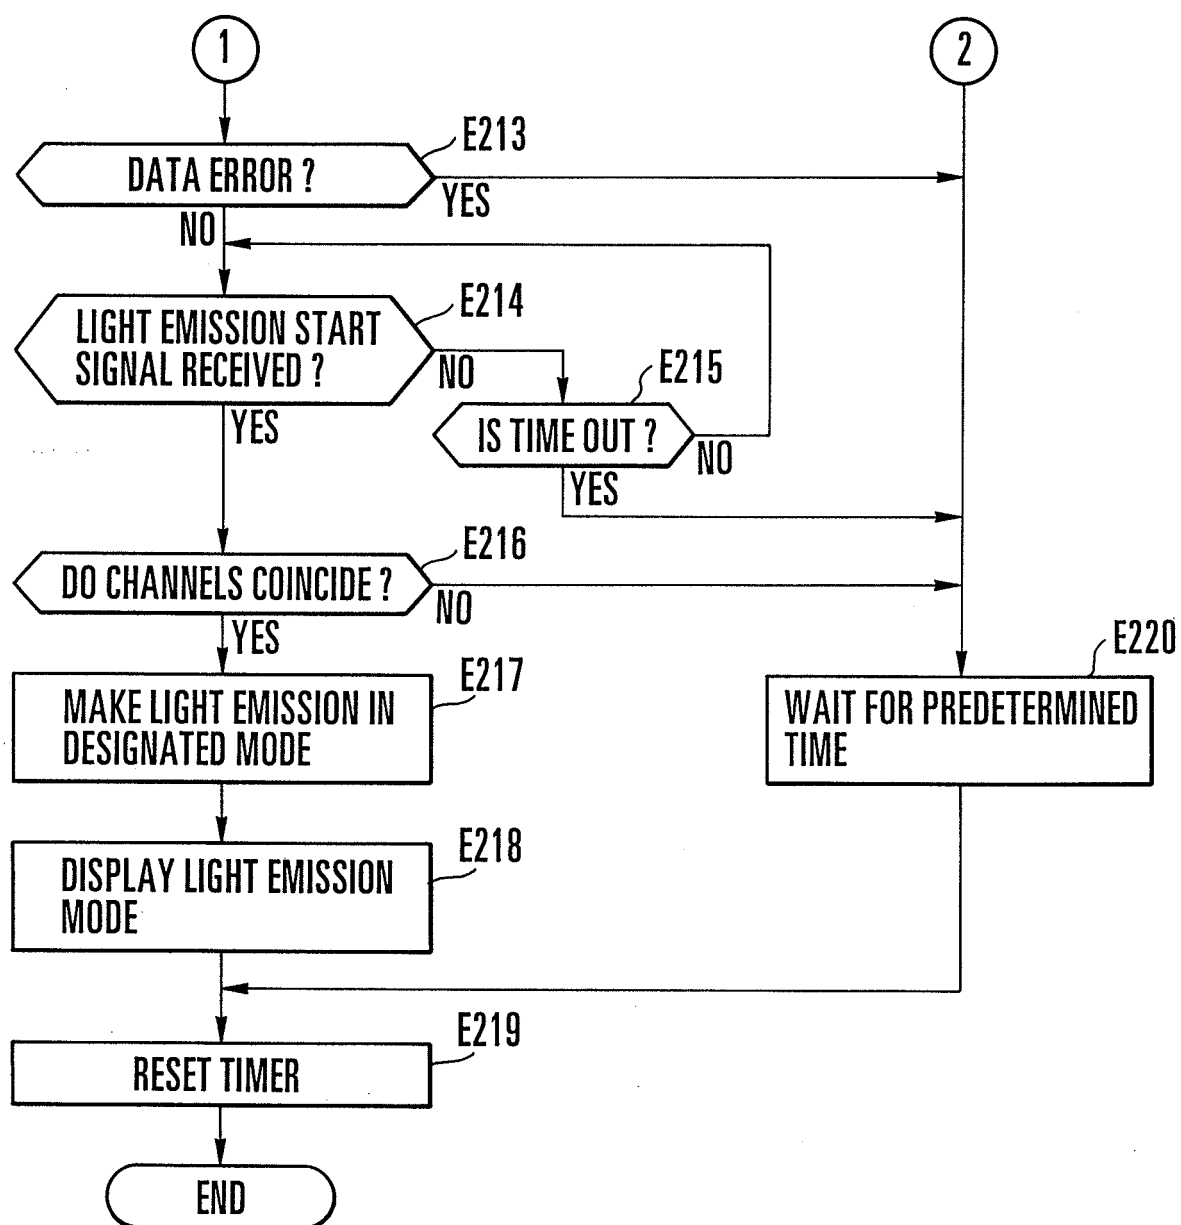 1
2
E213
DATA ERROR ?
YES
NO
E214
LIGHT EMISSION START
SIGNAL RECEIVED ?
NO
YES
E215
IS TIME OUT ?
NO
YES
E216
DO CHANNELS COINCIDE ?
NO
YES
E217
MAKE LIGHT EMISSION IN
DESIGNATED MODE
E220
WAIT FOR PREDETERMINED
TIME
E218
DISPLAY LIGHT EMISSION
MODE
E219
RESET TIMER
END